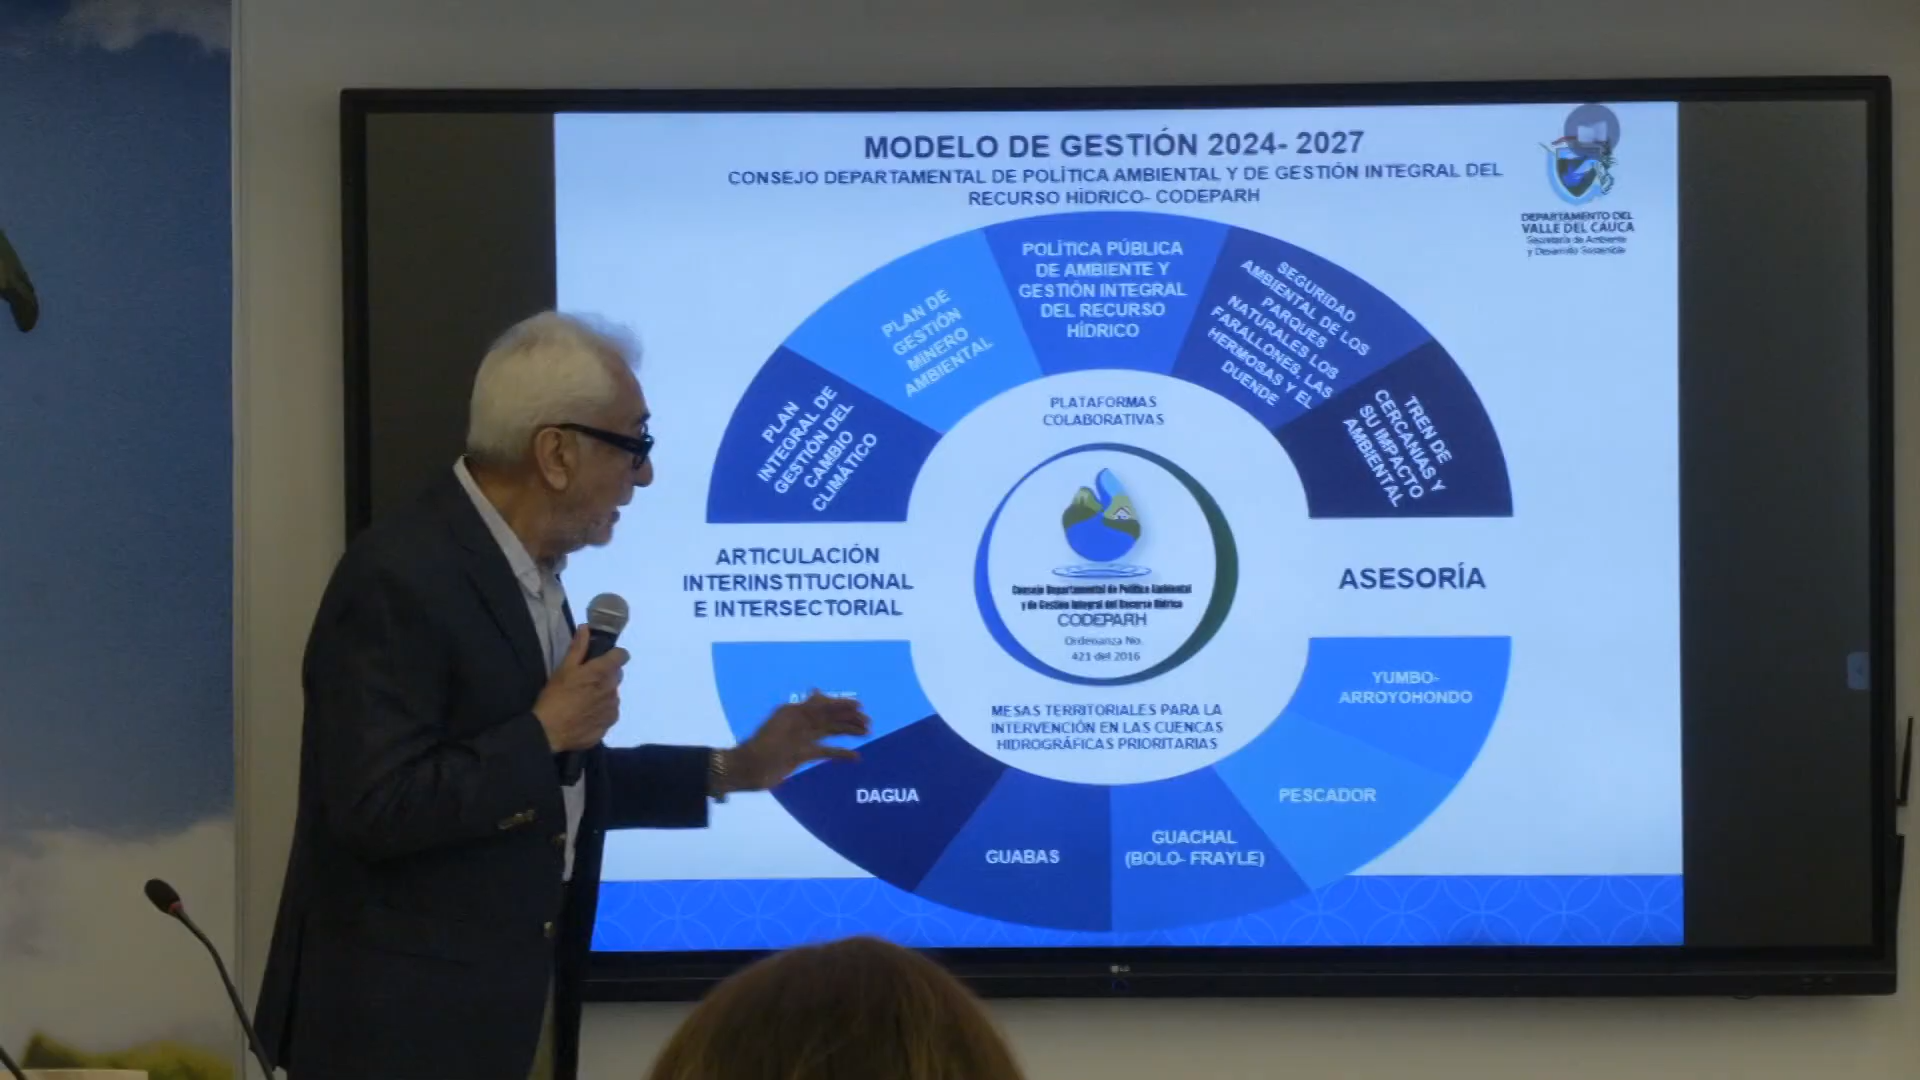 MODELO DE GESTIÓN 2024- 2027
CONSEJO DEPARTAMENTAL DE POLÍTICA AMBIENTAL Y DE GESTIÓN INTEGRAL DEL
RECURSO HÍDRICO- CODEPARH
DEPARTAMENTO DEL
VALLE DEL CAUCA
Secretaría de Ambiente
y Desarrollo Sostenible
PLAN
INTEGRAL DE
GESTIÓN DEL
CAMBIO
CLIMÁTICO
PLAN DE
GESTIÓN
MINERO
AMBIENTAL
POLÍTICA PÚBLICA
DE AMBIENTE Y
GESTIÓN INTEGRAL
DEL RECURSO
HÍDRICO
SEGURIDAD
AMBIENTAL DE LOS
PARQUES
NATURALES LOS
FARALLONES, LAS
HERMOSAS Y EL
DUENDE
TREN DE
CERCANIAS Y
SU IMPACTO
AMBIENTAL
PLATAFORMAS
COLABORATIVAS
ARTICULACIÓN
INTERINSTITUCIONAL
E INTERSECTORIAL
Consejo Departamental de Política Ambiental
y de Gestión Integral del Recurso Hídrico
CODEPARH
Ordenanza No.
421 del 2016
ASESORÍA
MESAS TERRITORIALES PARA LA
INTERVENCIÓN EN LAS CUENCAS
HIDROGRÁFICAS PRIORITARIAS
DAGUA
GUABAS
GUACHAL
(BOLO- FRAYLE)
PESCADOR
YUMBO-
ARROYOHONDO
LG